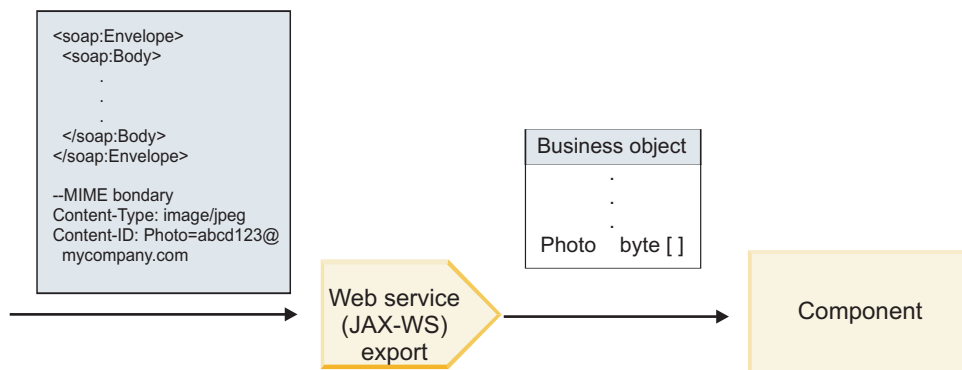 <soap:Envelope>
<soap:Body>
.
.
.
</soap:Body>
</soap:Envelope>
--MIME bondary
Content-Type: image/jpeg
Content-ID: Photo=abcd123@
mycompany.com
Web service
(JAX-WS)
export
Business object
.
.
.
Photo byte [ ]
Component